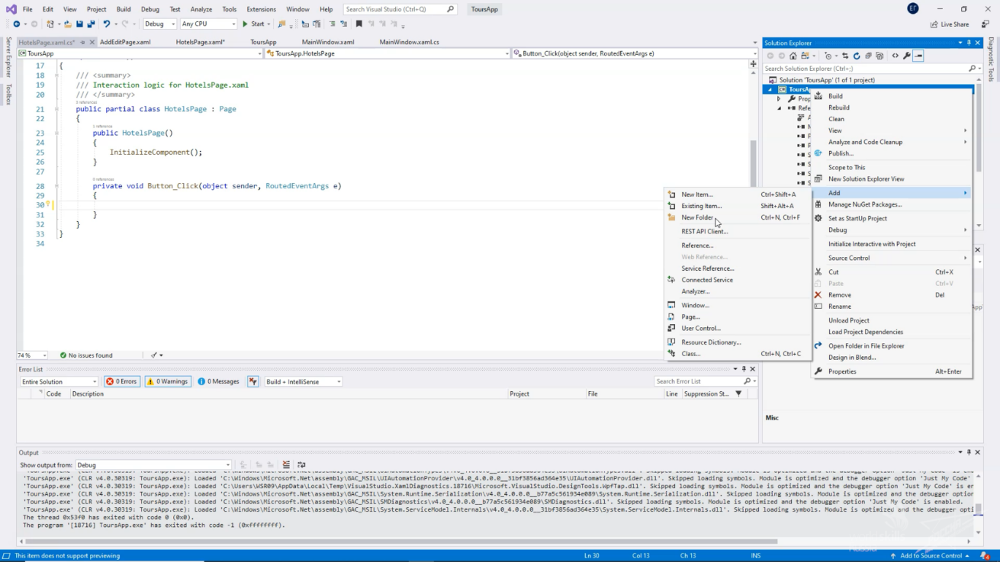 File Edit View Project Build Debug Test Analyze Tools Extensions Window Help Search Visual Studio (Ctrl+Q) ToursApp ЕГ
Debug Any CPU Start Live Share
Server Explorer
Toolbox
Diagnostic Tools
HotelsPage.xaml.cs* AddEditPage.xaml HotelsPage.xaml* ToursApp MainWindow.xaml MainWindow.xaml.cs
ToursApp ToursApp.HotelsPage Button_Click(object sender, RoutedEventArgs e)
17 {
18 /// <summary>
19 /// Interaction logic for HotelsPage.xaml
20 /// </summary>
21 public partial class HotelsPage : Page
22 {
1 reference
23 public HotelsPage()
24 {
25 InitializeComponent();
26 }
27
0 references
28 private void Button_Click(object sender, RoutedEventArgs e)
29 {
30
31 }
32 }
33 }
34
74 % No issues found
Solution Explorer
Search Solution Explorer (Ctrl+;)
Solution 'ToursApp' (1 of 1 project)
Build
Rebuild
Clean
View
Analyze and Code Cleanup
Publish...
Scope to This
New Solution Explorer View
Add
Manage NuGet Packages...
Set as StartUp Project
Debug
Initialize Interactive with Project
Source Control
Cut Ctrl+X
Paste Ctrl+V
Remove Del
Rename
Unload Project
Load Project Dependencies
Open Folder in File Explorer
Design in Blend...
Properties Alt+Enter
New Item... Ctrl+Shift+A
Existing Item... Shift+Alt+A
New Folder Ctrl+N, Ctrl+F
REST API Client...
Reference...
Web Reference...
Service Reference...
Connected Service
Analyzer...
Window...
Page...
User Control...
Resource Dictionary...
Class... Ctrl+N, Ctrl+C
Misc
Error List
Entire Solution 0 Errors 0 Warnings 0 Messages Build + IntelliSense Search Error List
Code Description Project File Line Suppression St...
Output
Show output from: Debug
'ToursApp.exe' (CLR v4.0.30319: ToursApp.exe): Loaded 'C:\Windows\Microsoft.Net\assembly\GAC_MSIL\UIAutomationProvider\v4.0_4.0.0.0__31bf3856ad364e35\UIAutomationProvider.dll'. Skipped loading symbols. Module is optimized and the debugger option 'Just My Code' is ena
'ToursApp.exe' (CLR v4.0.30319: ToursApp.exe): Loaded 'C:\Users\WSR09\AppData\Local\Temp\VisualStudio.XamlDiagnostics.18716\Microsoft.VisualStudio.DesignTools.WpfTap.dll'. Skipped loading symbols. Module is optimized and the debugger option 'Just My Code' is en
'ToursApp.exe' (CLR v4.0.30319: ToursApp.exe): Loaded 'C:\Windows\Microsoft.Net\assembly\GAC_MSIL\System.Runtime.Serialization\v4.0_4.0.0.0__b77a5c561934e089\System.Runtime.Serialization.dll'. Skipped loading symbols. Module is optimized and the debugger option
'ToursApp.exe' (CLR v4.0.30319: ToursApp.exe): Loaded 'C:\Windows\Microsoft.Net\assembly\GAC_MSIL\SMDiagnostics\v4.0_4.0.0.0__b77a5c561934e089\SMDiagnostics.dll'. Skipped loading symbols. Module is optimized and the debugger option 'Just My Code' is enabled.
The thread 0x53f0 has exited with code 0 (0x0).
The program '[18716] ToursApp.exe' has exited with code -1 (0xffffffff).
This item does not support previewing Ln 30 Col 13 Ch 13 INS Add to Source Control 4